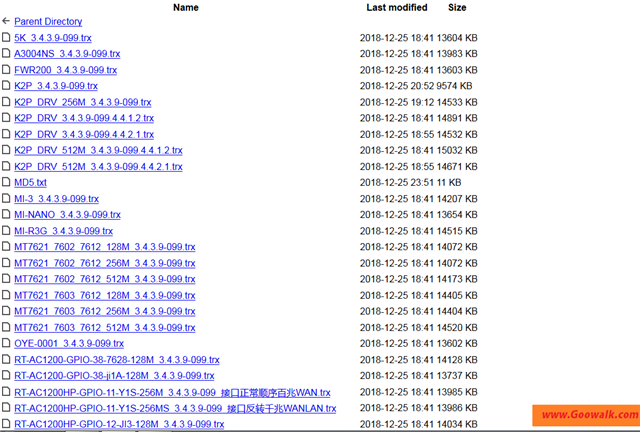 Name Last modified Size
Parent Directory
5K_3.4.3.9-099.trx 2018-12-25 18:41 13604 KB
A3004NS_3.4.3.9-099.trx 2018-12-25 18:41 13983 KB
FWR200_3.4.3.9-099.trx 2018-12-25 18:41 13603 KB
K2P_3.4.3.9-099.trx 2018-12-25 20:52 9574 KB
K2P_DRV_256M_3.4.3.9-099.trx 2018-12-25 19:12 14533 KB
K2P_DRV_3.4.3.9-099.4.4.1.2.trx 2018-12-25 18:41 14891 KB
K2P_DRV_3.4.3.9-099.4.4.2.1.trx 2018-12-25 18:55 14532 KB
K2P_DRV_512M_3.4.3.9-099.4.4.1.2.trx 2018-12-25 18:41 15032 KB
K2P_DRV_512M_3.4.3.9-099.4.4.2.1.trx 2018-12-25 18:55 14671 KB
MD5.txt 2018-12-25 23:51 11 KB
MI-3_3.4.3.9-099.trx 2018-12-25 18:41 14207 KB
MI-NANO_3.4.3.9-099.trx 2018-12-25 18:41 13654 KB
MI-R3G_3.4.3.9-099.trx 2018-12-25 18:41 14515 KB
MT7621_7602_7612_128M_3.4.3.9-099.trx 2018-12-25 18:41 14072 KB
MT7621_7602_7612_256M_3.4.3.9-099.trx 2018-12-25 18:41 14072 KB
MT7621_7602_7612_512M_3.4.3.9-099.trx 2018-12-25 18:41 14173 KB
MT7621_7603_7612_128M_3.4.3.9-099.trx 2018-12-25 18:41 14405 KB
MT7621_7603_7612_256M_3.4.3.9-099.trx 2018-12-25 18:41 14404 KB
MT7621_7603_7612_512M_3.4.3.9-099.trx 2018-12-25 18:41 14520 KB
OYE-0001_3.4.3.9-099.trx 2018-12-25 18:41 13602 KB
RT-AC1200-GPIO-38-7628-128M_3.4.3.9-099.trx 2018-12-25 18:41 14128 KB
RT-AC1200-GPIO-38-ji1A-128M_3.4.3.9-099.trx 2018-12-25 18:41 13737 KB
RT-AC1200HP-GPIO-11-Y1S-256M_3.4.3.9-099_接口正常顺序百兆WAN.trx 2018-12-25 18:41 13985 KB
RT-AC1200HP-GPIO-11-Y1S-256MS_3.4.3.9-099_接口反转千兆WANLAN.trx 2018-12-25 18:41 13986 KB
RT-AC1200HP-GPIO-12-JI3-128M_3.4.3.9-099.trx 2018-12-25 18:41 14034 KB
www.Goowalk.com